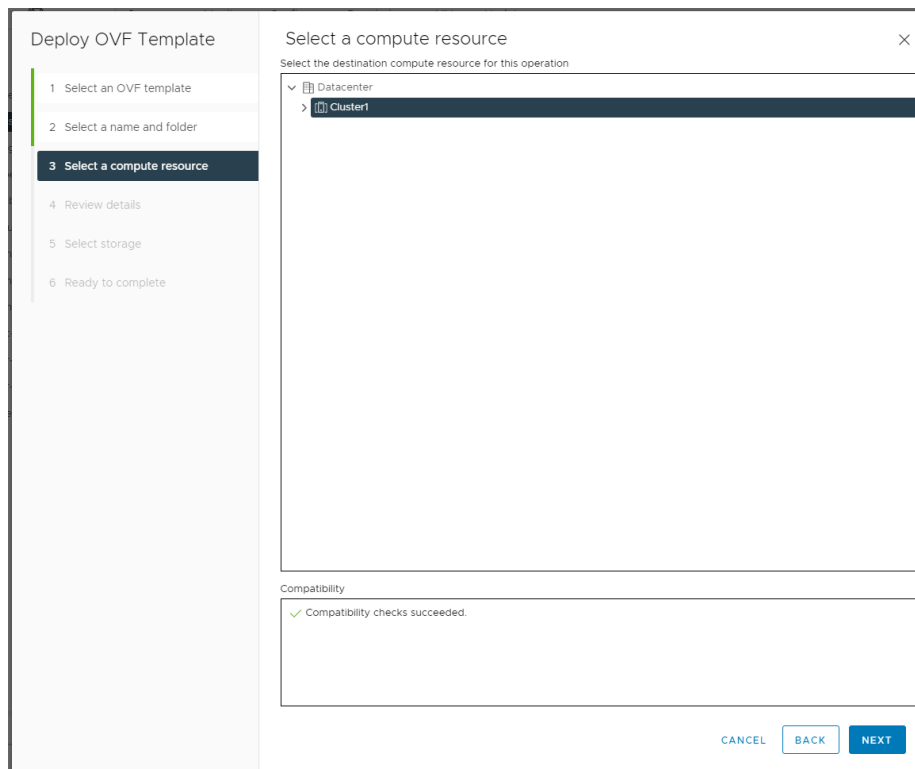 Deploy OVF Template
1 Select an OVF template
2 Select a name and folder
3 Select a compute resource
4 Review details
5 Select storage
6 Ready to complete
Select a compute resource
Select the destination compute resource for this operation
Datacenter
Cluster1
Compatibility
Compatibility checks succeeded.
CANCEL BACK NEXT